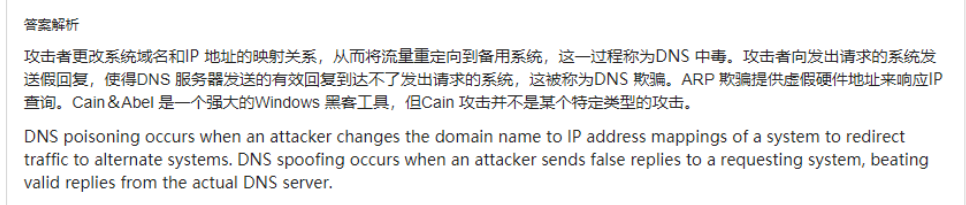 答案解析
攻击者更改系统域名和IP 地址的映射关系，从而将流量重定向到备用系统，这一过程称为DNS 中毒。攻击者向发出请求的系统发
送假回复，使得DNS 服务器发送的有效回复到达不了发出请求的系统，这被称为DNS 欺骗。ARP 欺骗提供虚假硬件地址来响应IP
查询。Cain＆Abel 是一个强大的Windows 黑客工具，但Cain 攻击并不是某个特定类型的攻击。
DNS poisoning occurs when an attacker changes the domain name to IP address mappings of a system to redirect
traffic to alternate systems. DNS spoofing occurs when an attacker sends false replies to a requesting system, beating
valid replies from the actual DNS server.